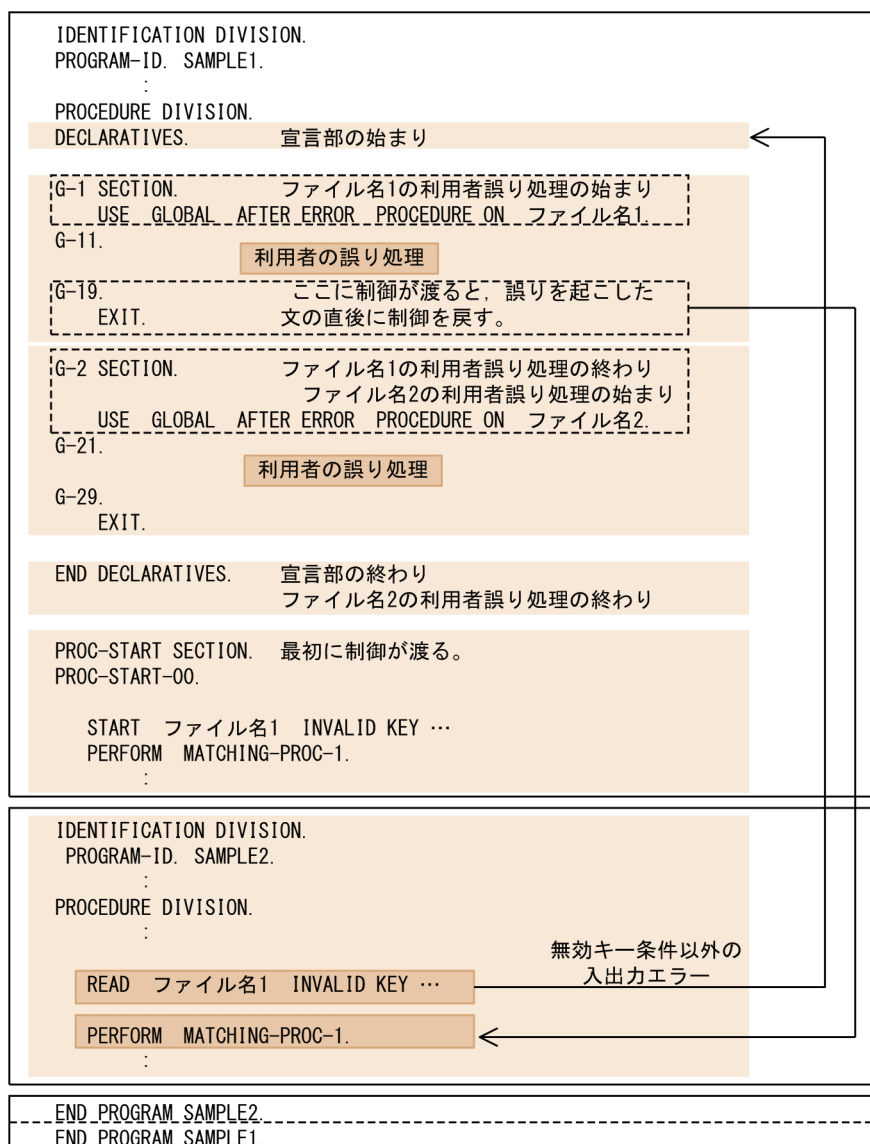 IDENTIFICATION DIVISION.
PROGRAM-ID. SAMPLE1.
:
PROCEDURE DIVISION.
DECLARATIVES. 宣言部の始まり
G-1 SECTION. ファイル名1の利用者誤り処理の始まり
USE GLOBAL AFTER ERROR PROCEDURE ON ファイル名1.
G-11.
利用者の誤り処理
G-19. ここに制御が渡ると，誤りを起こした
EXIT. 文の直後に制御を戻す。
G-2 SECTION. ファイル名1の利用者誤り処理の終わり
ファイル名2の利用者誤り処理の始まり
USE GLOBAL AFTER ERROR PROCEDURE ON ファイル名2.
G-21.
利用者の誤り処理
G-29.
EXIT.
END DECLARATIVES. 宣言部の終わり
ファイル名2の利用者誤り処理の終わり
PROC-START SECTION. 最初に制御が渡る。
PROC-START-00.
START ファイル名1 INVALID KEY …
PERFORM MATCHING-PROC-1.
:
IDENTIFICATION DIVISION.
PROGRAM-ID. SAMPLE2.
:
PROCEDURE DIVISION.
:
無効キー条件以外の
入出力エラー
READ ファイル名1 INVALID KEY …
PERFORM MATCHING-PROC-1.
:
END PROGRAM SAMPLE2.
END PROGRAM SAMPLE1.